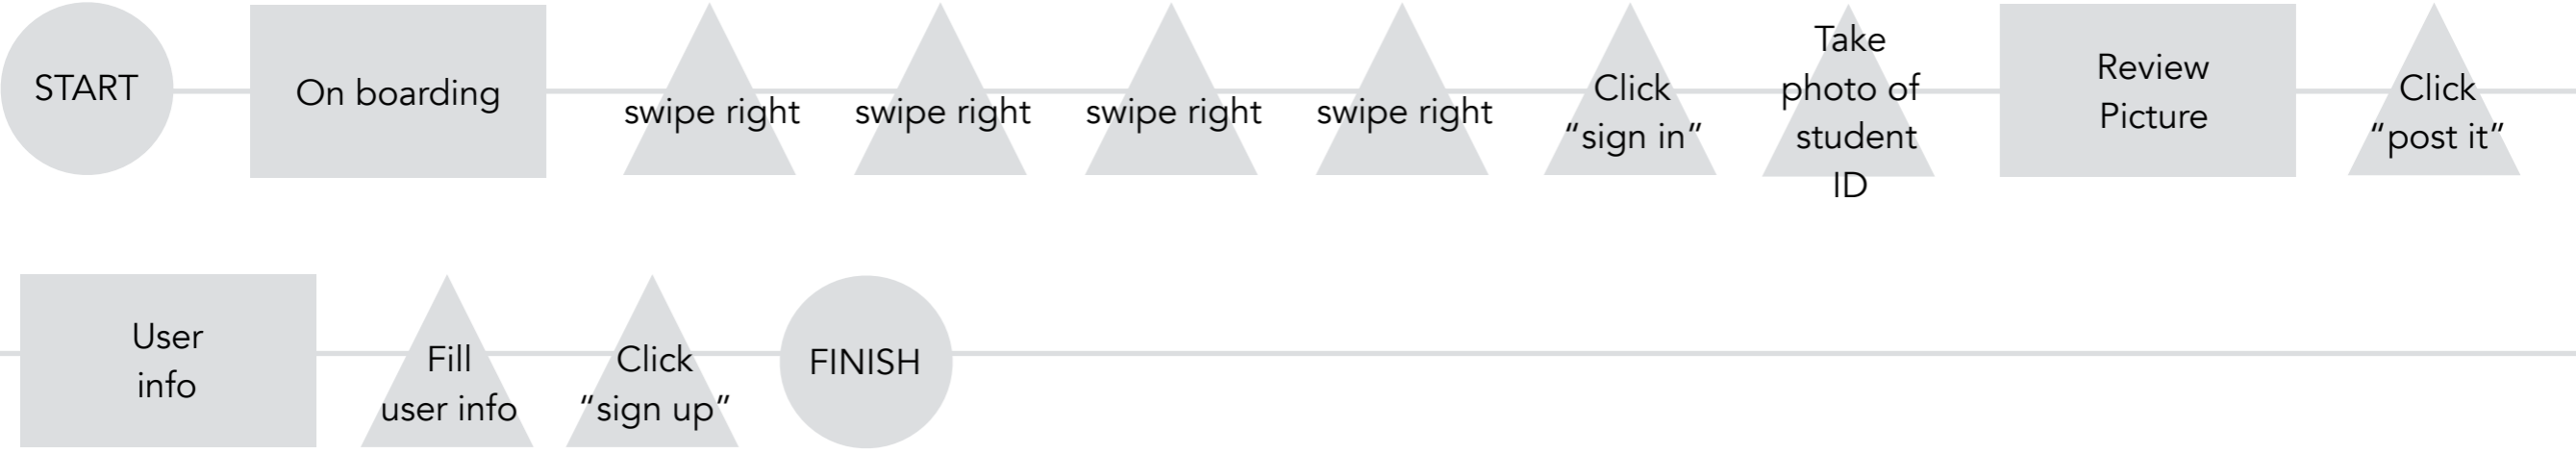 START
On boarding
swipe right
swipe right
swipe right
swipe right
Click
“sign in”
Take
photo of
student
ID
Review
Picture
Click
“post it”
User
info
Fill
user info
Click
“sign up”
FINISH